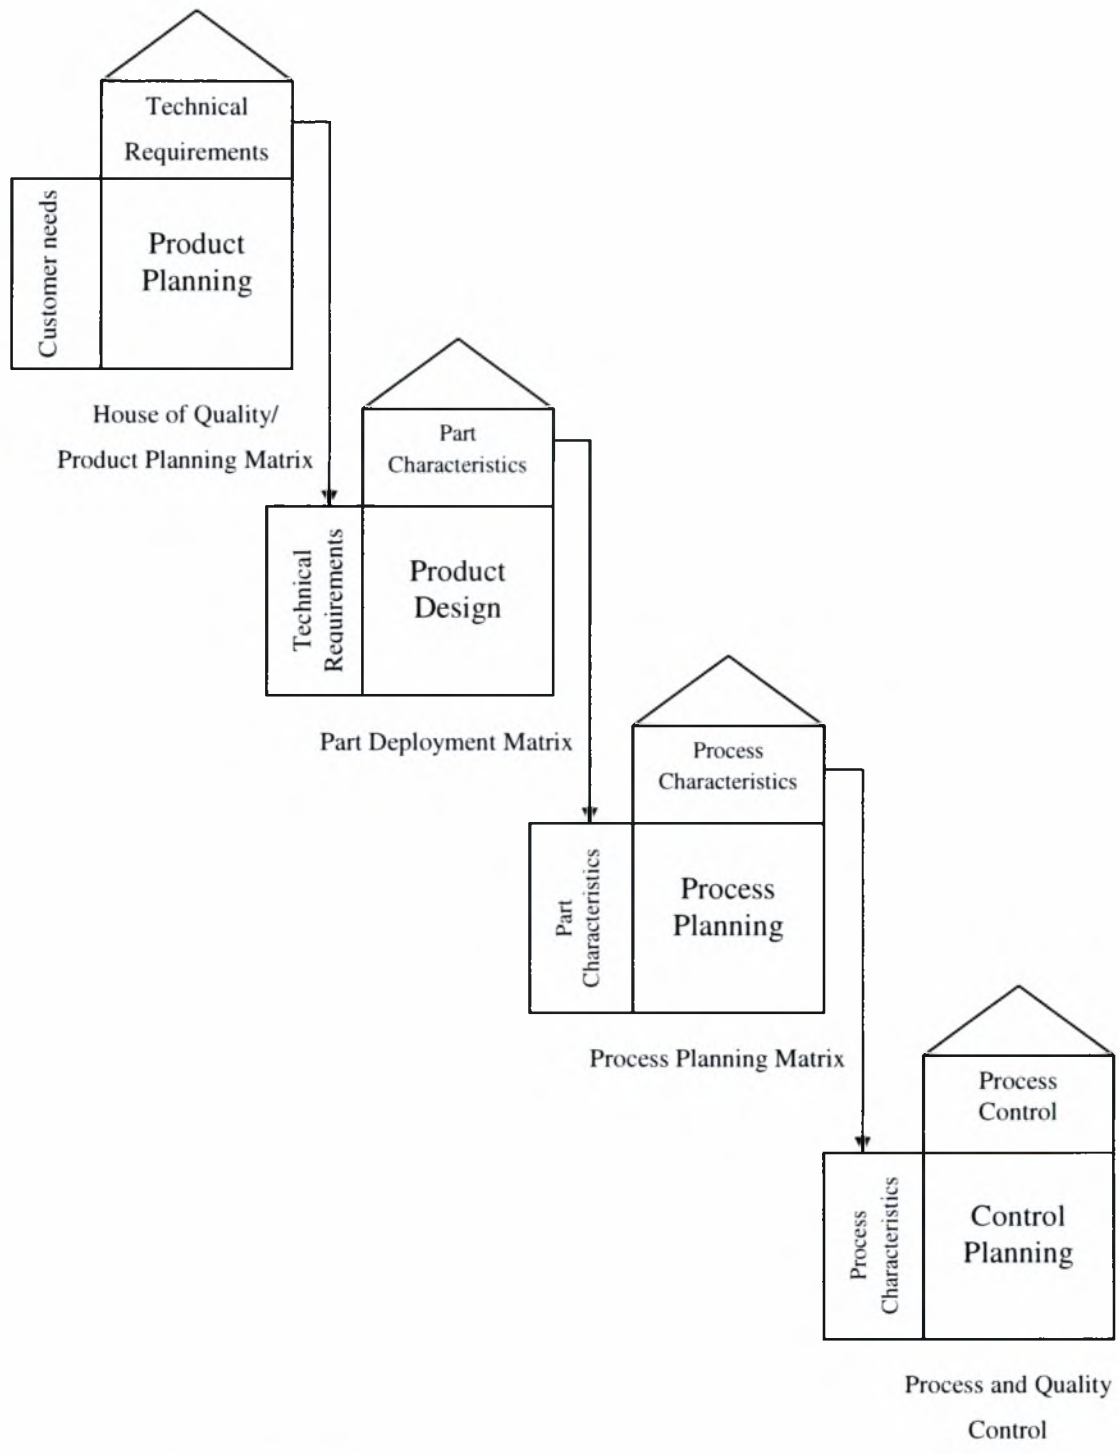 Technical
Requirements
Customer needs
Product
Planning
House of Quality/
Product Planning Matrix
Part
Characteristics
Technical
Requirements
Product
Design
Part Deployment Matrix
Process
Characteristics
Part
Characteristics
Process
Planning
Process Planning Matrix
Process
Control
Process
Characteristics
Control
Planning
Process and Quality
Control